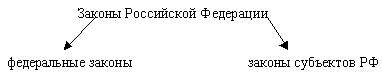 Законы Российской Федерации
федеральные законы
законы субъектов РФ